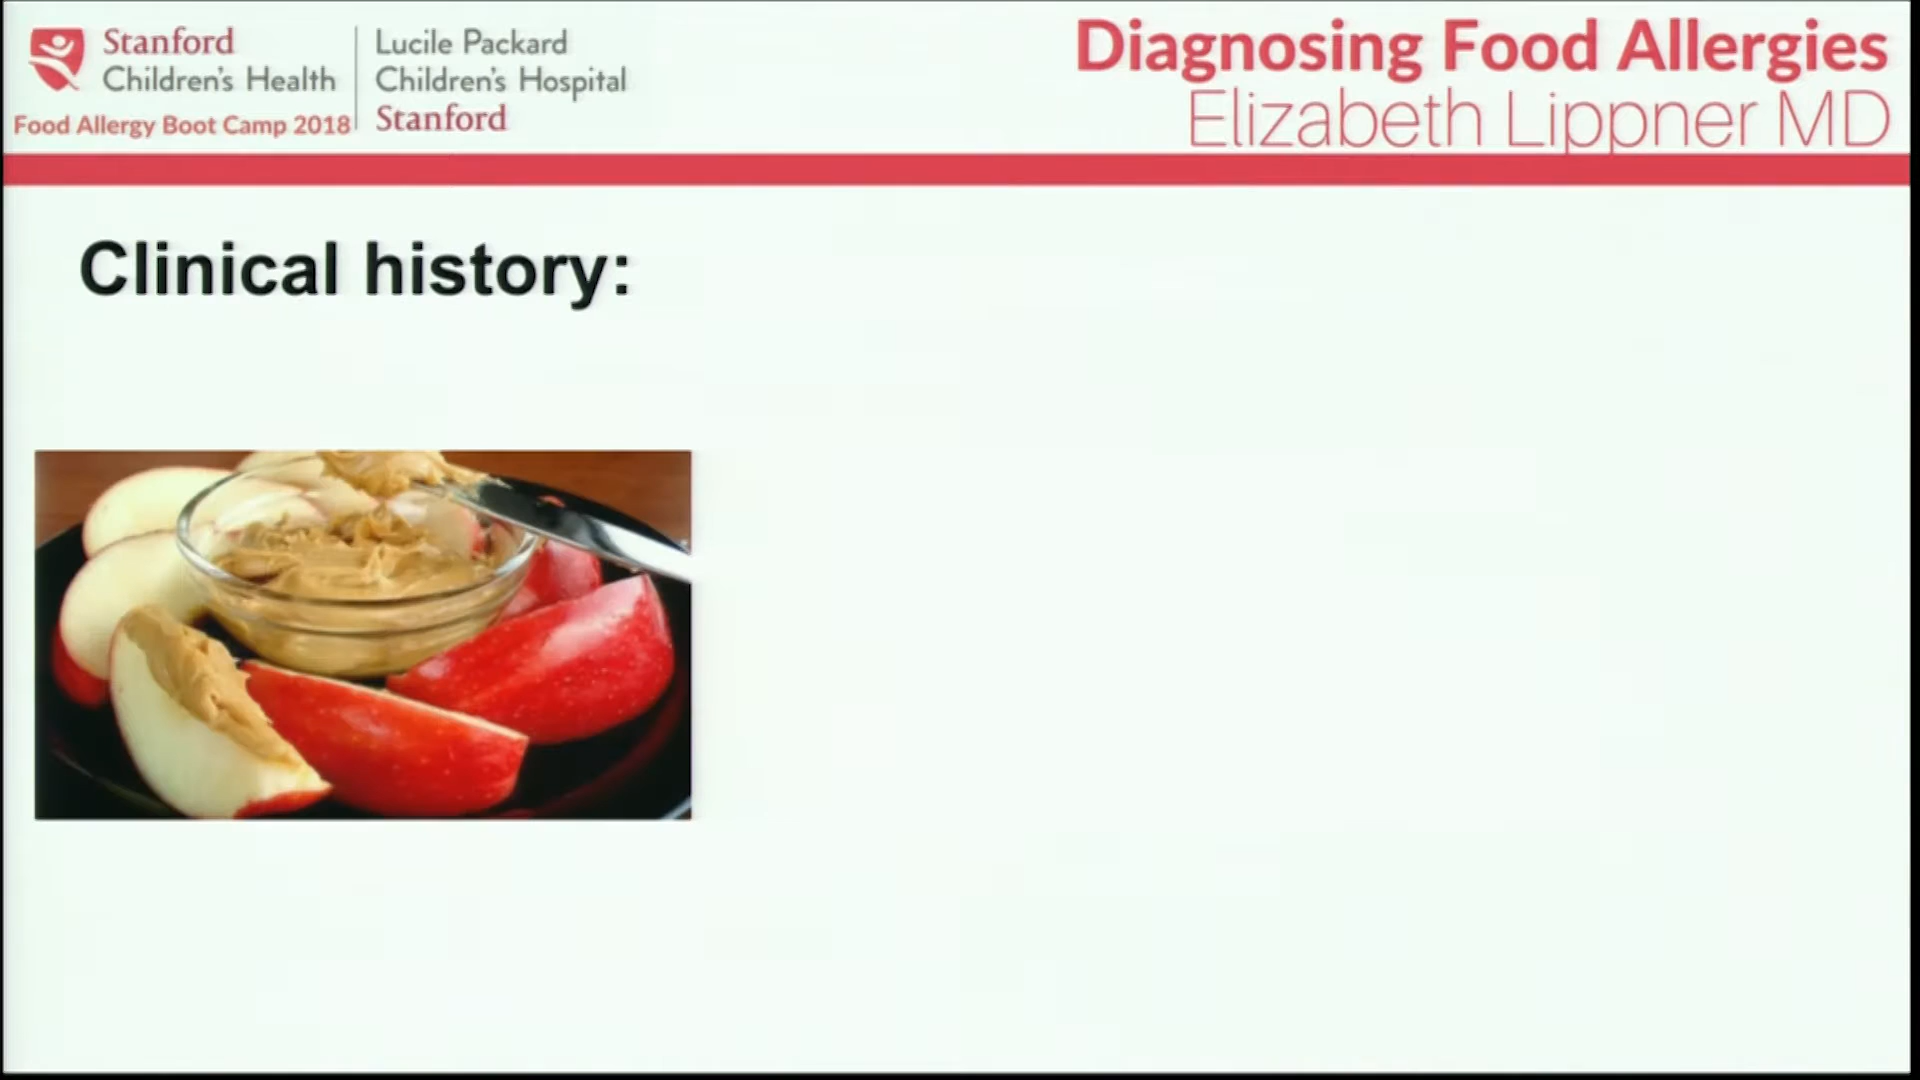 Stanford
Children's Health
Food Allergy Boot Camp 2018
Lucile Packard
Children's Hospital
Stanford
Diagnosing Food Allergies
Elizabeth Lippner MD
Clinical history: